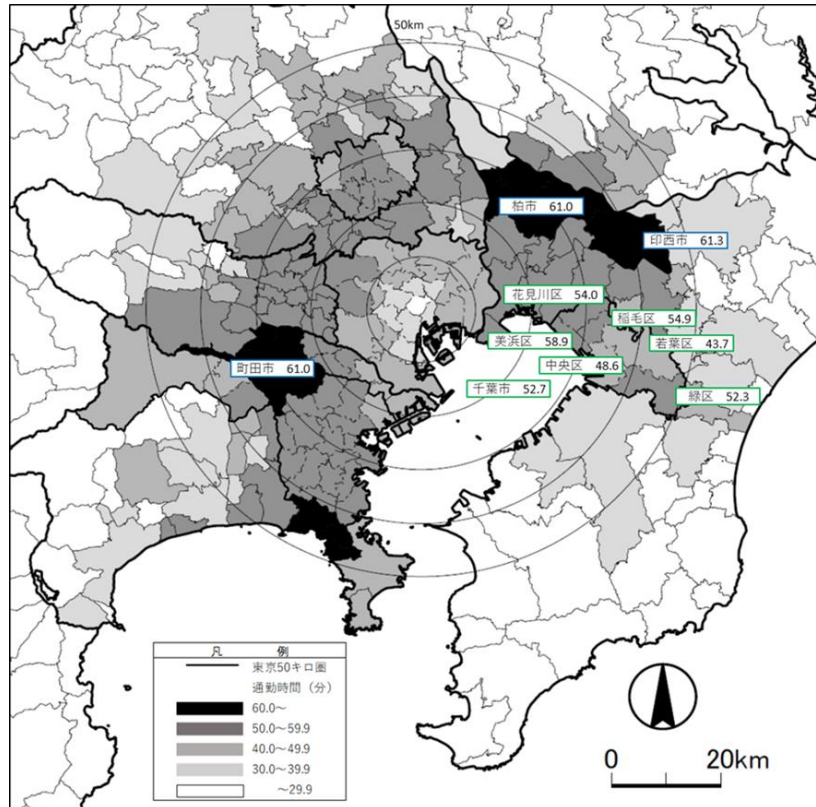 50km
柏市 61.0
印西市 61.3
花見川区 54.0
稲毛区 54.9
美浜区 58.9
若葉区 43.7
町田市 61.0
中央区 48.6
千葉市 52.7
緑区 52.3
凡 例
東京50キロ圏
通勤時間（分）
60.0～
50.0～59.9
40.0～49.9
30.0～39.9
～29.9
0 20km